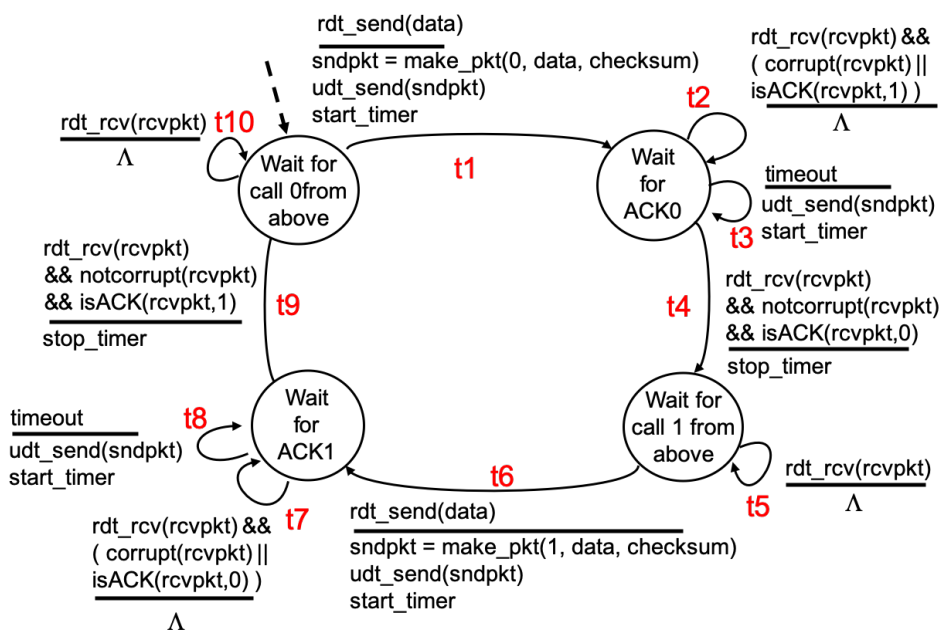 rdt_send(data)
sndpkt = make_pkt(0, data, checksum)
udt_send(sndpkt)
start_timer
rdt_rcv(rcvpkt) &&
( corrupt(rcvpkt) ||
isACK(rcvpkt,1) )
Λ
t2
rdt_rcv(rcvpkt)
Λ
t10
Wait for
call 0from
above
t1
Wait
for
ACK0
timeout
udt_send(sndpkt)
start_timer
t3
rdt_rcv(rcvpkt)
&& notcorrupt(rcvpkt)
&& isACK(rcvpkt,1)
stop_timer
t9
t4
rdt_rcv(rcvpkt)
&& notcorrupt(rcvpkt)
&& isACK(rcvpkt,0)
stop_timer
timeout
udt_send(sndpkt)
start_timer
t8
Wait
for
ACK1
Wait for
call 1 from
above
t6
t5
rdt_rcv(rcvpkt)
Λ
t7
rdt_rcv(rcvpkt) &&
( corrupt(rcvpkt) ||
isACK(rcvpkt,0) )
Λ
rdt_send(data)
sndpkt = make_pkt(1, data, checksum)
udt_send(sndpkt)
start_timer